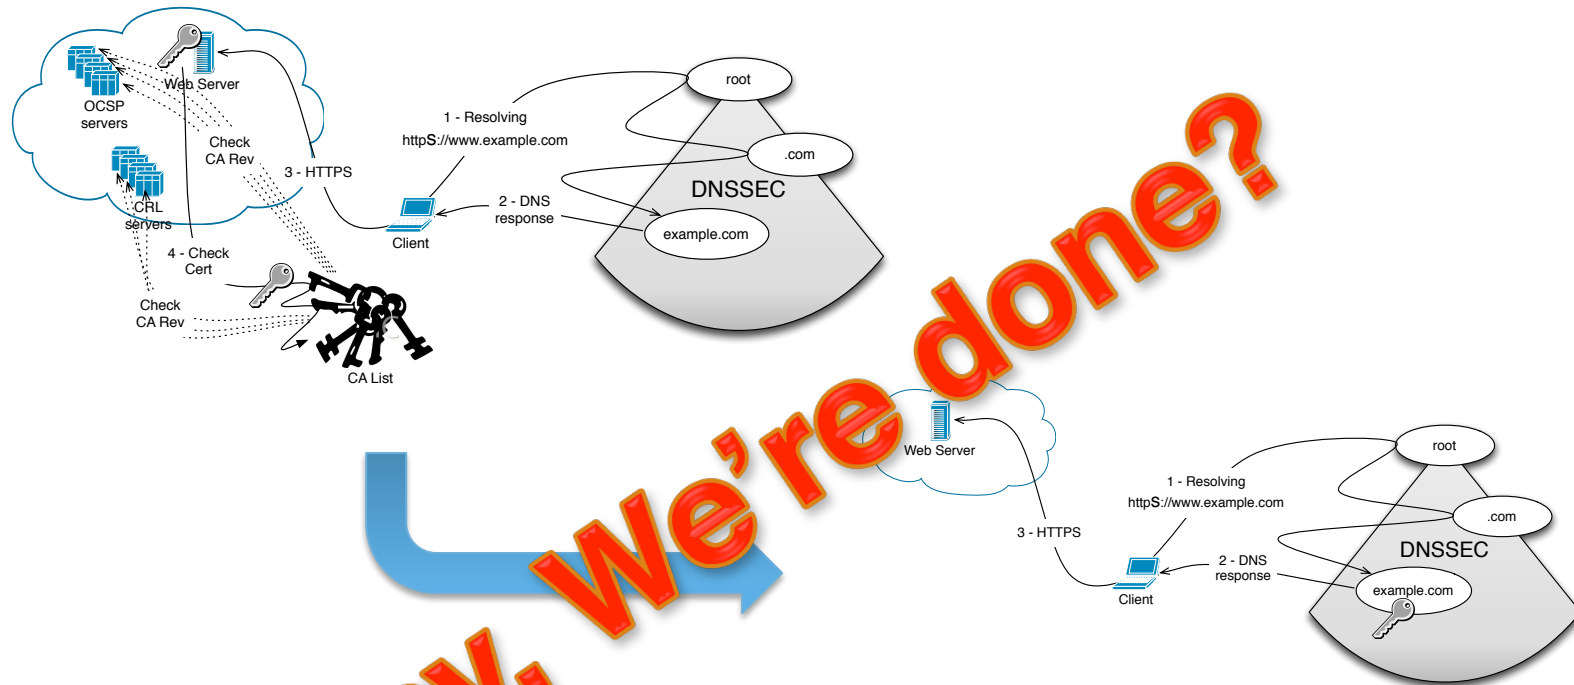 Web Server
OCSP
servers
Check
CA Rev
CRL
servers
4 - Check
Cert
Check
CA Rev
CA List
3 - HTTPS
1 - Resolving
httpS://www.example.com
2 - DNS
response
Client
root
.com
DNSSEC
example.com
We’re done?
Web Server
3 - HTTPS
1 - Resolving
httpS://www.example.com
2 - DNS
response
Client
root
.com
DNSSEC
example.com